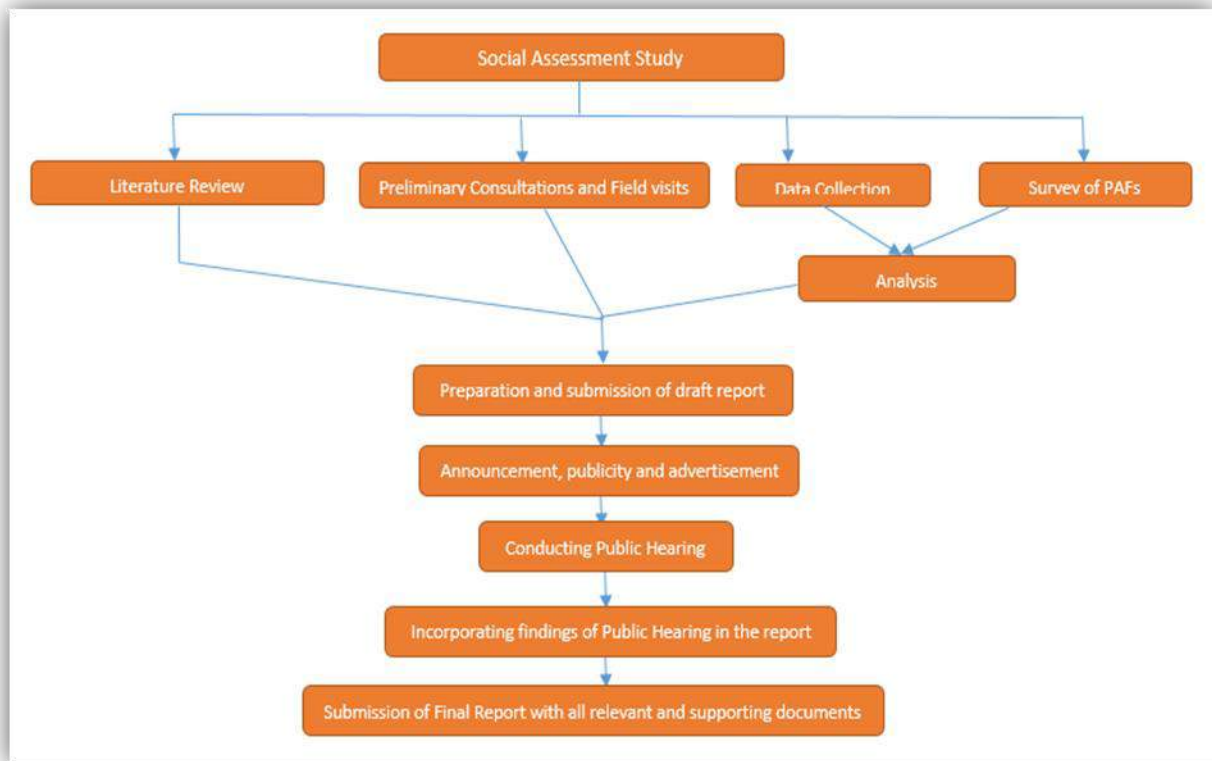 Social Assessment Study
Literature Review
Preliminary Consultations and Field visits
Data Collection
Survey of PAFs
Analysis
Preparation and submission of draft report
Announcement, publicity and advertisement
Conducting Public Hearing
Incorporating findings of Public Hearing in the report
Submission of Final Report with all relevant and supporting documents